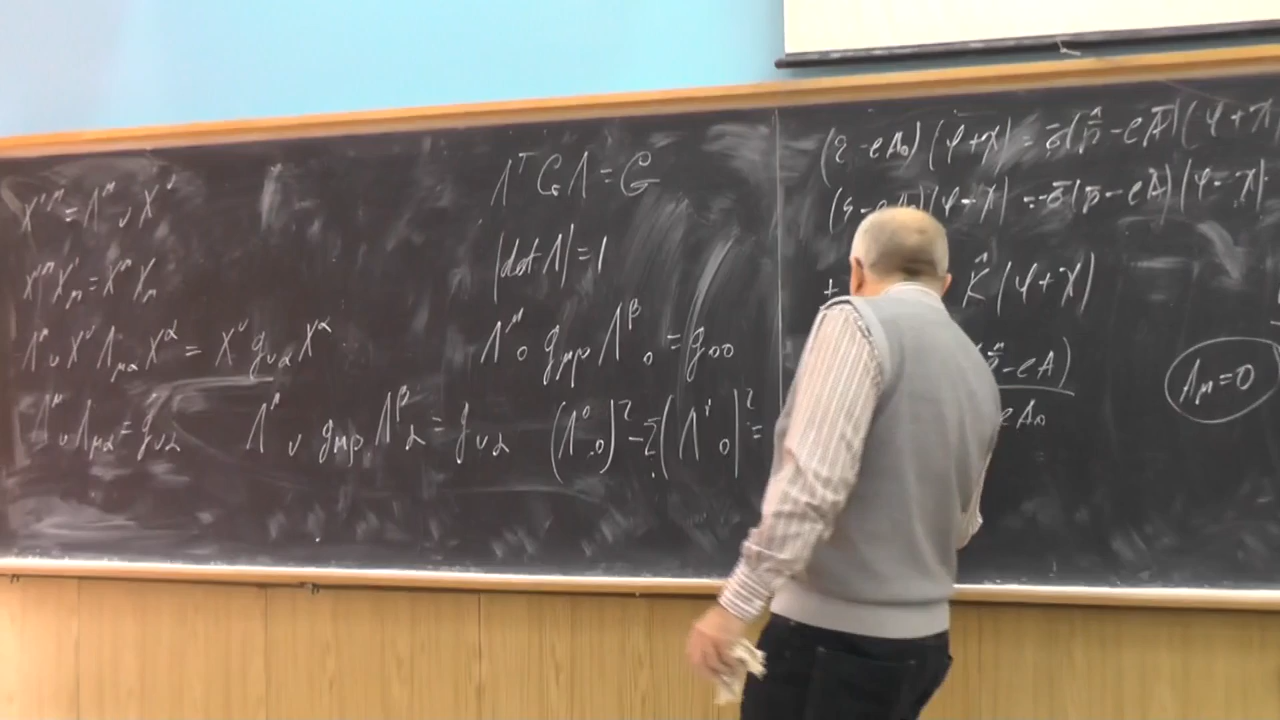 x'^μ = Λ^μ_ν x^ν
x'^μ x'_μ = x^μ x_μ
Λ^μ_ν x^ν Λ_μα x^α = x^ν g_να x^α
Λ^μ_ν Λ_μα = g_να
Λ^μ_ν g_μβ Λ^β_α = g_να
Λ^T G Λ = G
|det Λ| = 1
Λ^μ_0 g_μβ Λ^β_0 = g_00
(Λ^0_0)^2 - Σ (Λ^i_0)^2 =
(ε - eA_0)(φ + χ) = σ(p̂ - eA)(φ + χ)
(φ - χ) = -σ(p̂ - eA)(φ - χ)
+
K̂(φ + χ)
- eA)
eA_0
A_μ = 0